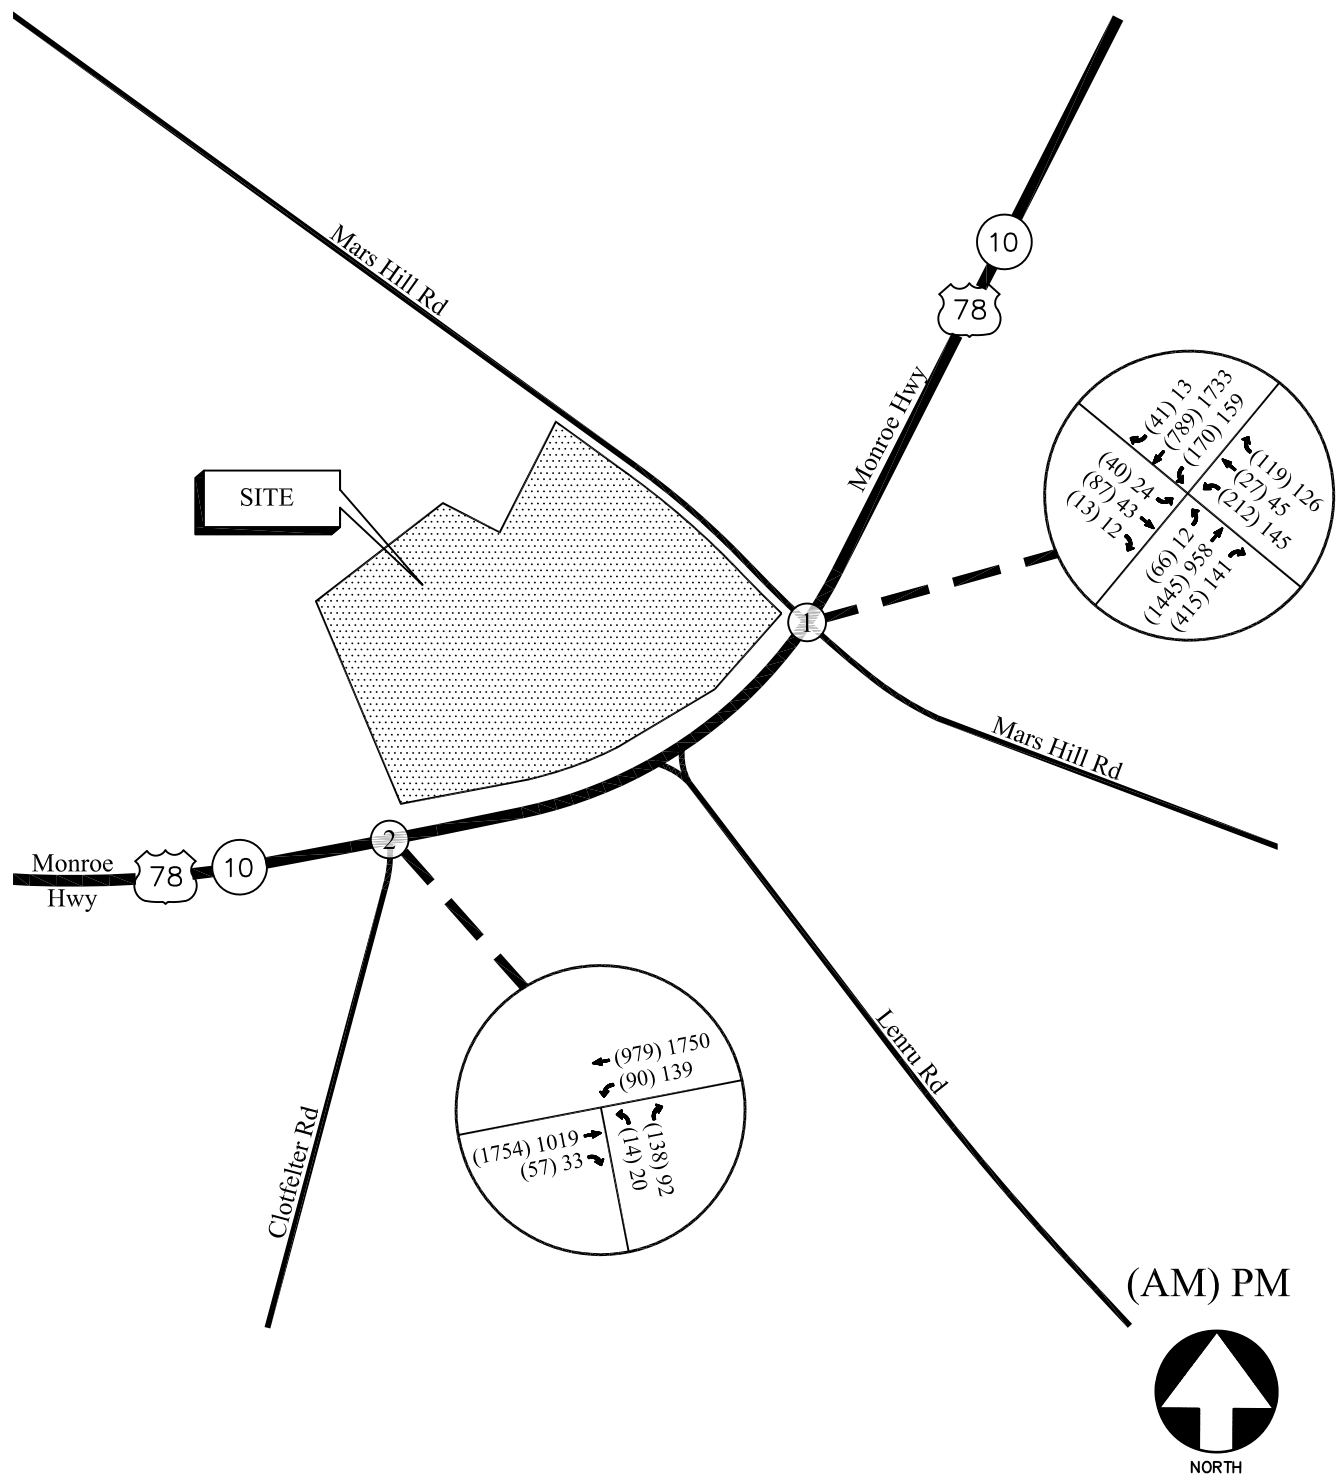 Mars Hill Rd
10
78
Monroe Hwy
(41) 13
(789) 1733
(170) 159
(119) 126
(27) 45
(212) 145
(40) 24
(87) 43
(13) 12
(66) 12
(1445) 958
(415) 141
SITE
1
Mars Hill Rd
2
Monroe
Hwy
78
10
(979) 1750
(90) 139
(1754) 1019
(57) 33
(14) 20
(138) 92
Lenru Rd
Clotfelter Rd
(AM) PM
NORTH